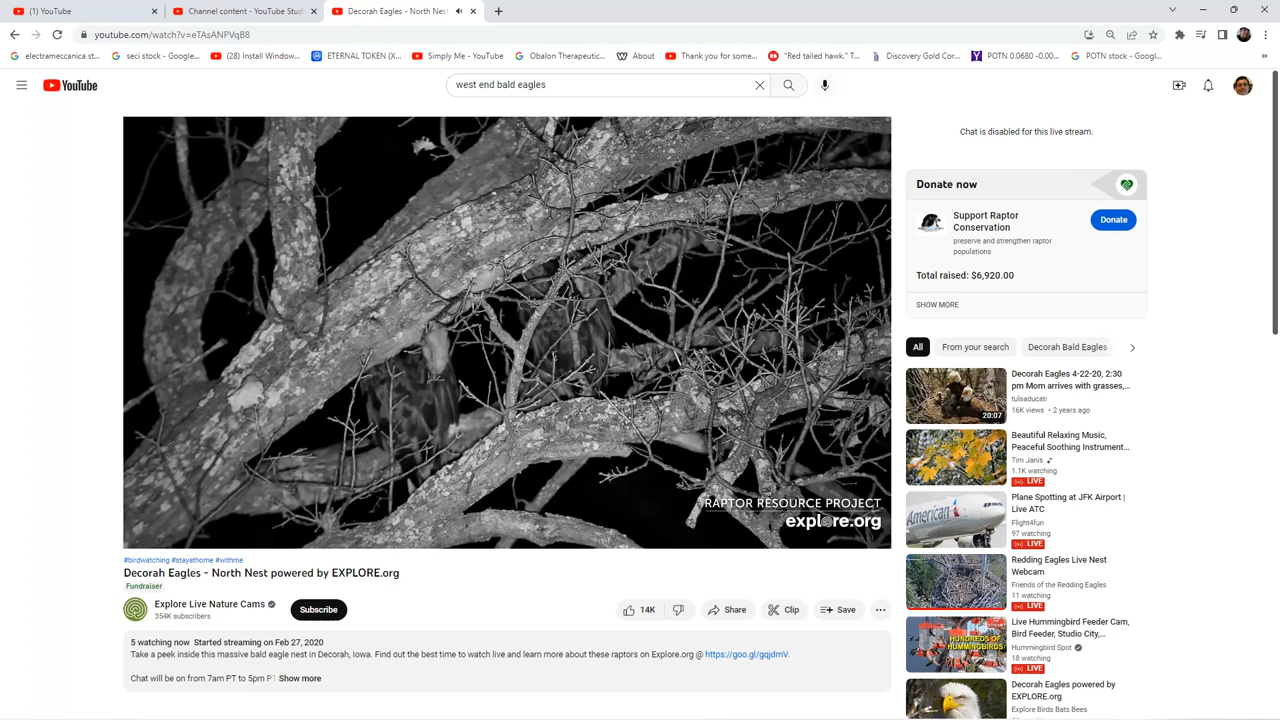 (1) YouTube
Channel content - YouTube Stud
Decorah Eagles - North Nest
youtube.com/watch?v=eTAsANPVqB8
electrameccanica st...
seci stock - Google...
(28) Install Window...
ETERNAL TOKEN (X...
Simply Me - YouTube
Obalon Therapeutic...
About
Thank you for some...
"Red tailed hawk." T...
Discovery Gold Cor...
POTN 0.0680 -0.00...
POTN stock - Googl...
YouTube
west end bald eagles
RAPTOR RESOURCE PROJECT
explore.org
#birdwatching #stayathome #withme
Decorah Eagles - North Nest powered by EXPLORE.org
Fundraiser
Explore Live Nature Cams
354K subscribers
Subscribe
14K
Share
Clip
Save
5 watching now Started streaming on Feb 27, 2020
Take a peek inside this massive bald eagle nest in Decorah, Iowa. Find out the best time to watch live and learn more about these raptors on Explore.org @ https://goo.gl/gqjdmV.
Chat will be on from 7am PT to 5pm PT Show more
Chat is disabled for this live stream.
Donate now
Support Raptor
Conservation
preserve and strengthen raptor
populations
Donate
Total raised: $6,920.00
SHOW MORE
All
From your search
Decorah Bald Eagles
Decorah Eagles 4-22-20, 2:30
pm Mom arrives with grasses,...
tulsaducati
16K views • 2 years ago
20:07
Beautiful Relaxing Music,
Peaceful Soothing Instrument...
Tim Janis
1.1K watching
LIVE
Plane Spotting at JFK Airport |
Live ATC
Flight4fun
97 watching
LIVE
American
Redding Eagles Live Nest
Webcam
Friends of the Redding Eagles
11 watching
LIVE
Live Hummingbird Feeder Cam,
Bird Feeder, Studio City,...
Hummingbird Spot
18 watching
LIVE
HUNDREDS OF
HUMMINGBIRDS
Decorah Eagles powered by
EXPLORE.org
Explore Birds Bats Bees